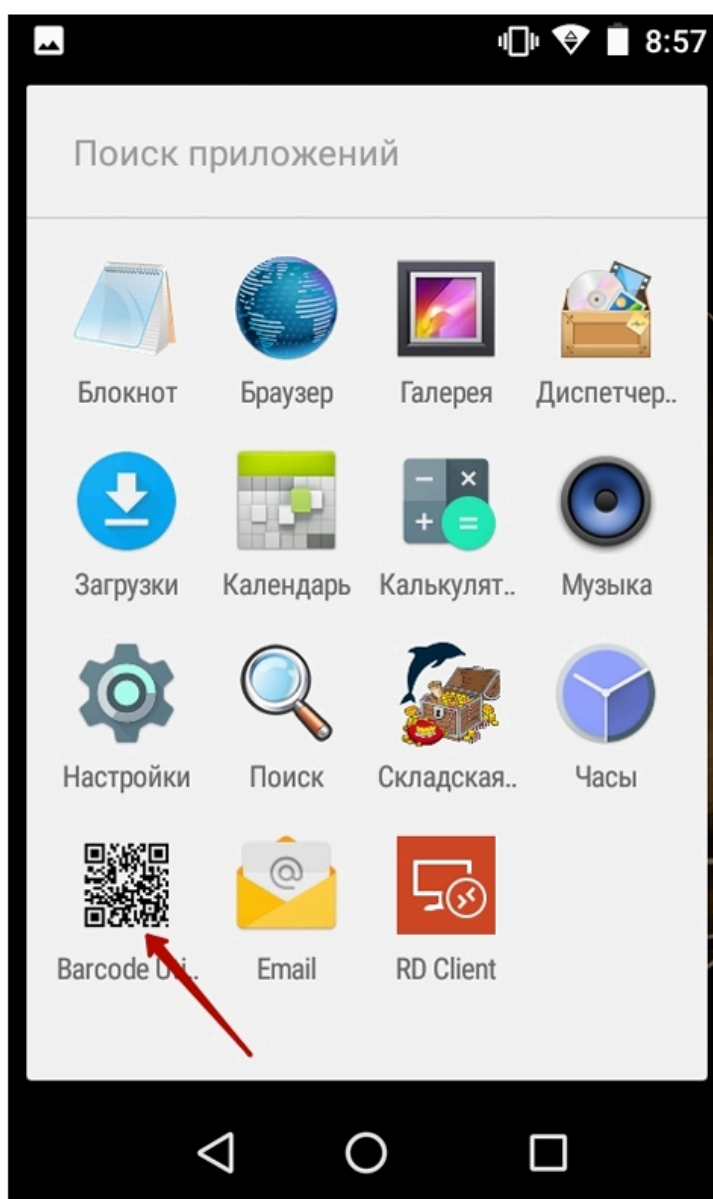 8:57
Поиск приложений
Блокнот
Браузер
Галерея
Диспетчер..
Загрузки
Календарь
Калькулят..
Музыка
Настройки
Поиск
Складская..
Часы
Barcode
Email
RD Client